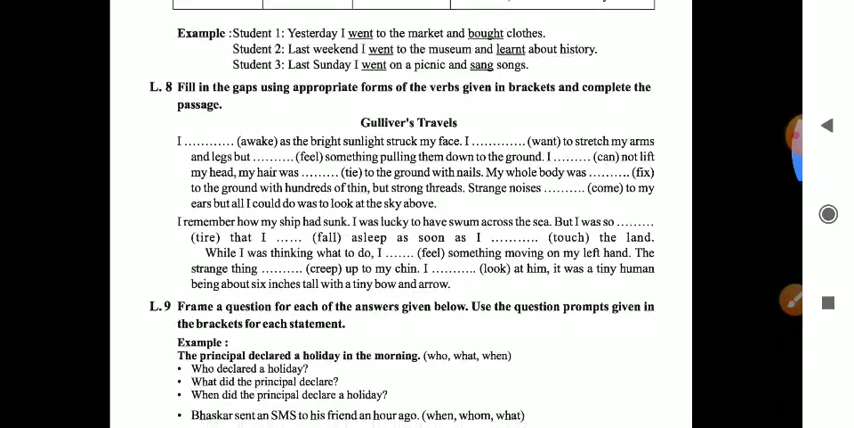 Example : Student 1: Yesterday I went to the market and bought clothes.
Student 2: Last weekend I went to the museum and learnt about history.
Student 3: Last Sunday I went on a picnic and sang songs.
L. 8 Fill in the gaps using appropriate forms of the verbs given in brackets and complete the
passage.
Gulliver's Travels
I ............ (awake) as the bright sunlight struck my face. I ............. (want) to stretch my arms
and legs but .......... (feel) something pulling them down to the ground. I ......... (can) not lift
my head, my hair was ......... (tie) to the ground with nails. My whole body was ......... (fix)
to the ground with hundreds of thin, but strong threads. Strange noises .......... (come) to my
ears but all I could do was to look at the sky above.
I remember how my ship had sunk. I was lucky to have swum across the sea. But I was so .........
(tire) that I ...... (fall) asleep as soon as I .......... (touch) the land.
While I was thinking what to do, I ....... (feel) something moving on my left hand. The
strange thing .......... (creep) up to my chin. I ........... (look) at him, it was a tiny human
being about six inches tall with a tiny bow and arrow.
L. 9 Frame a question for each of the answers given below. Use the question prompts given in
the brackets for each statement.
Example :
The principal declared a holiday in the morning. (who, what, when)
• Who declared a holiday?
• What did the principal declare?
• When did the principal declare a holiday?
• Bhaskar sent an SMS to his friend an hour ago. (when, whom, what)